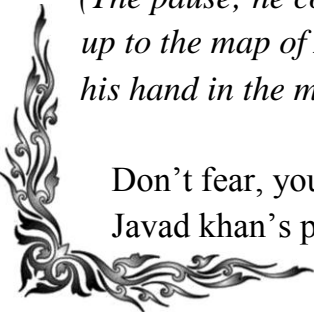 (The pause, he co
up to the map of
his hand in the m
Don’t fear, you
Javad khan’s p